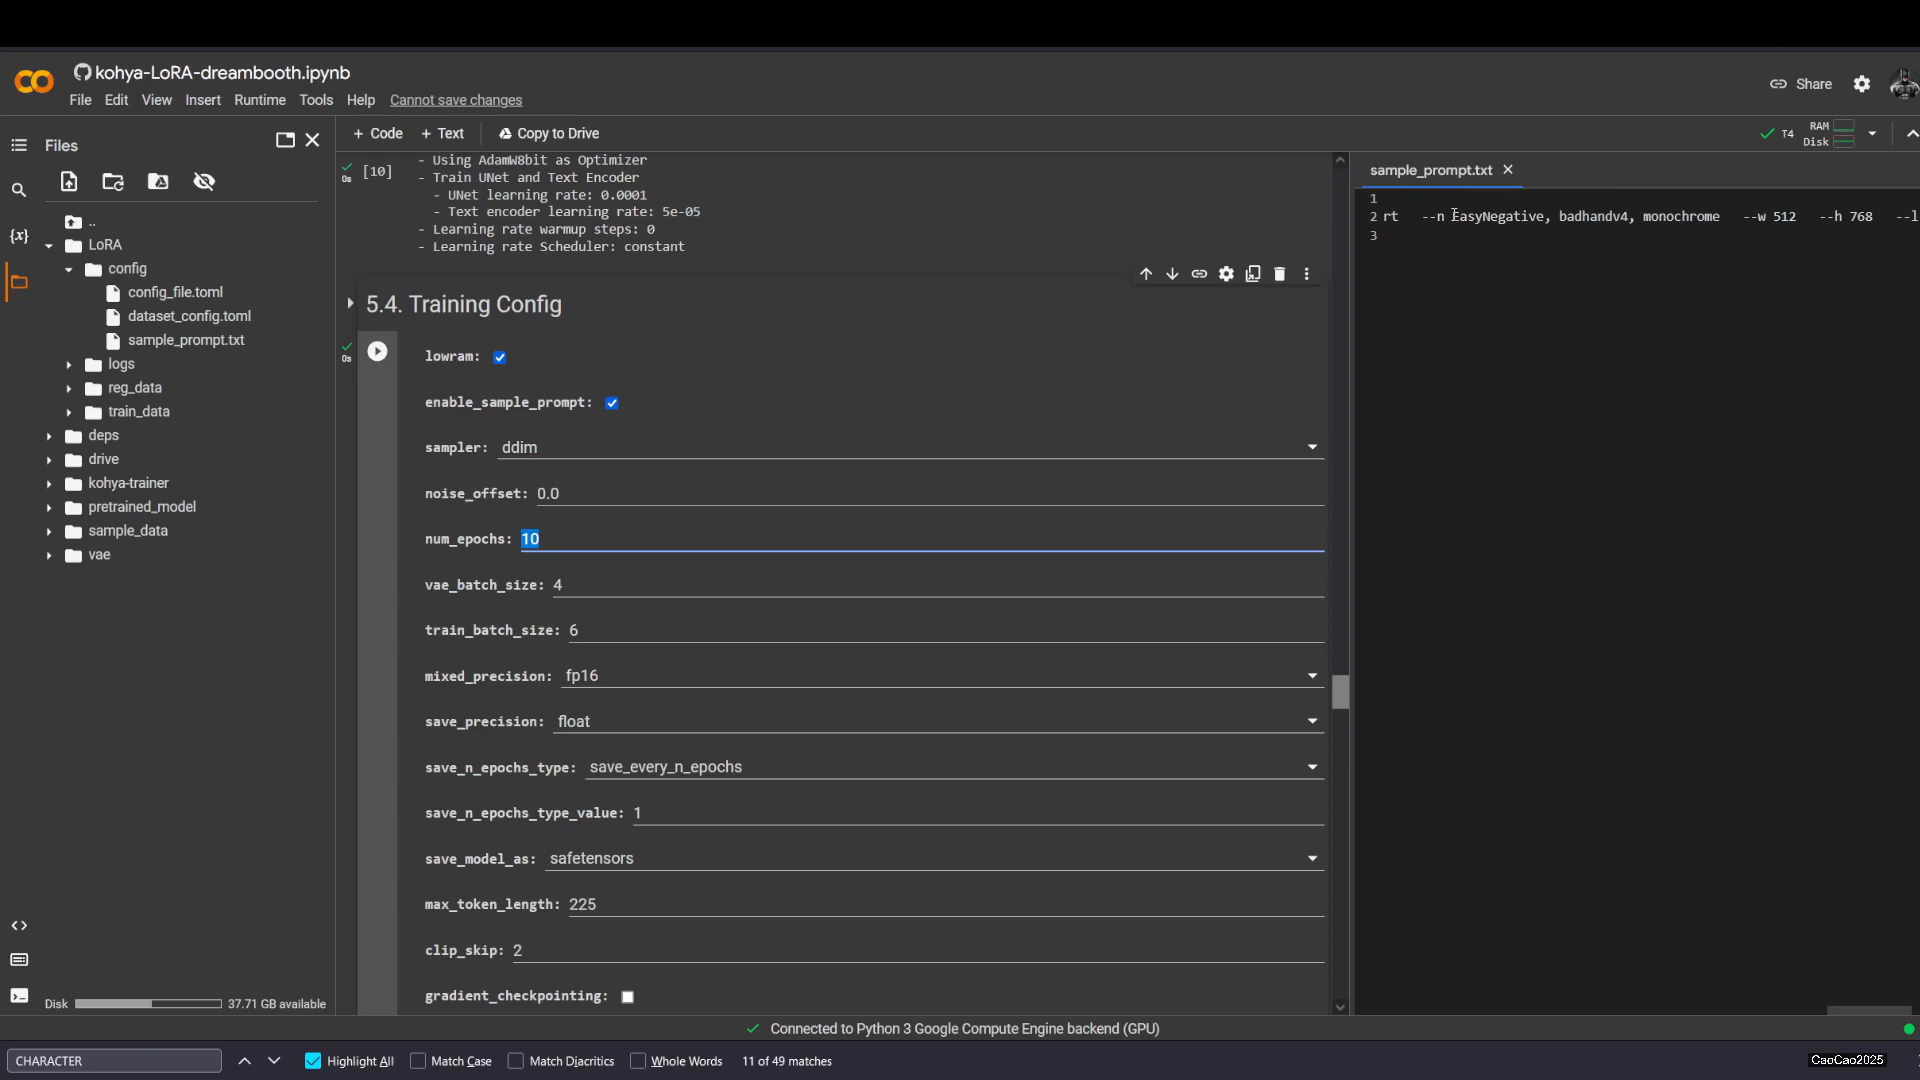 kohya-LoRA-dreambooth.ipynb
File Edit View Insert Runtime Tools Help Cannot save changes
Share
Files
+ Code + Text Copy to Drive
T4 RAM
Disk
..
LoRA
config
config_file.toml
dataset_config.toml
sample_prompt.txt
logs
reg_data
train_data
deps
drive
kohya-trainer
pretrained_model
sample_data
vae
Disk 37.71 GB available
0s [10]
- Using AdamW8bit as Optimizer
- Train UNet and Text Encoder
- UNet learning rate: 0.0001
- Text encoder learning rate: 5e-05
- Learning rate warmup steps: 0
- Learning rate Scheduler: constant
5.4. Training Config
0s
lowram:
enable_sample_prompt:
sampler: ddim
noise_offset: 0.0
num_epochs: 10
vae_batch_size: 4
train_batch_size: 6
mixed_precision: fp16
save_precision: float
save_n_epochs_type: save_every_n_epochs
save_n_epochs_type_value: 1
save_model_as: safetensors
max_token_length: 225
clip_skip: 2
gradient_checkpointing:
sample_prompt.txt
1
2 rt --n EasyNegative, badhandv4, monochrome --w 512 --h 768 --l
3
Connected to Python 3 Google Compute Engine backend (GPU)
CHARACTER Highlight All Match Case Match Diacritics Whole Words 11 of 49 matches
CaoCao2025